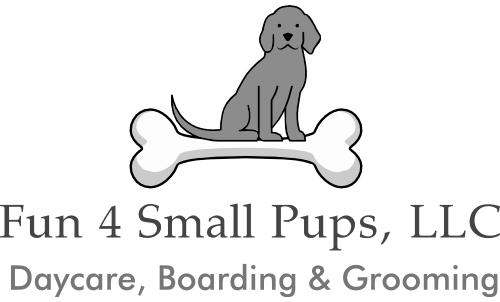 Fun 4 Small Pups, LLC
Daycare, Boarding & Grooming